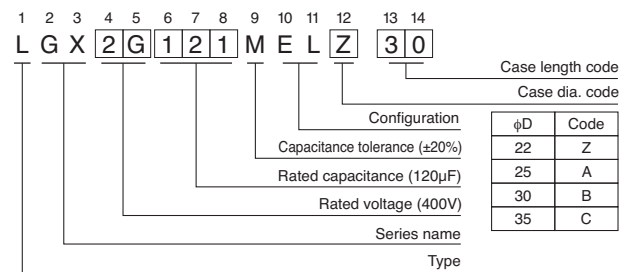 1 2 3 4 5 6 7 8 9 10 11 12 13 14
L G X 2 G 1 2 1 M E L Z 3 0
Case length code
Case dia. code
Configuration
Capacitance tolerance (±20%)
Rated capacitance (120µF)
Rated voltage (400V)
Series name
Type
φD Code
22 Z
25 A
30 B
35 C